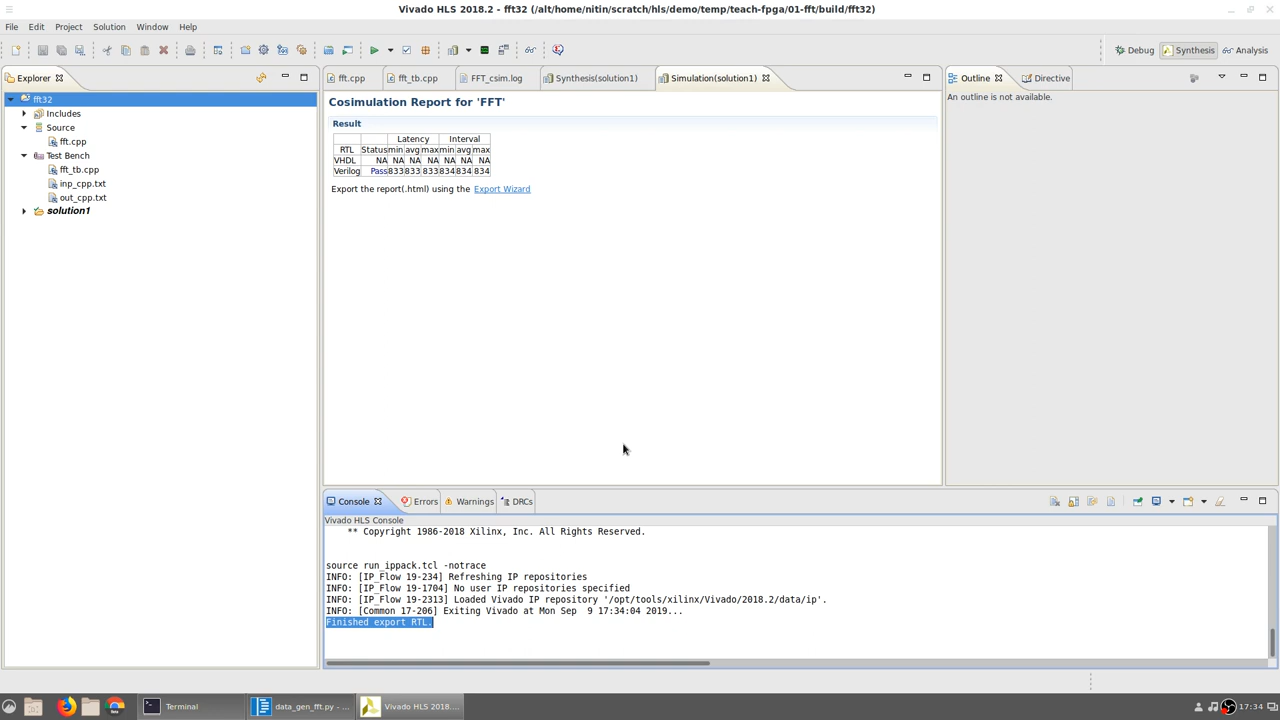 Vivado HLS 2018.2 - fft32 (/alt/home/nitin/scratch/hls/demo/temp/teach-fpga/01-fft/build/fft32)
File Edit Project Solution Window Help
Debug Synthesis Analysis
Explorer
fft32
Includes
Source
fft.cpp
Test Bench
fft_tb.cpp
inp_cpp.txt
out_cpp.txt
solution1
fft.cpp fft_tb.cpp FFT_csim.log Synthesis(solution1) Simulation(solution1)
Cosimulation Report for 'FFT'
Result
Latency Interval
RTL Status min avg max min avg max
VHDL NA NA NA NA NA NA NA
Verilog Pass 833 833 833 834 834 834
Export the report(.html) using the Export Wizard
Outline Directive
An outline is not available.
Console Errors Warnings DRCs
Vivado HLS Console
** Copyright 1986-2018 Xilinx, Inc. All Rights Reserved.
source run_ippack.tcl -notrace
INFO: [IP_Flow 19-234] Refreshing IP repositories
INFO: [IP_Flow 19-1704] No user IP repositories specified
INFO: [IP_Flow 19-2313] Loaded Vivado IP repository '/opt/tools/xilinx/Vivado/2018.2/data/ip'.
INFO: [Common 17-206] Exiting Vivado at Mon Sep  9 17:34:04 2019...
Finished export RTL.
Terminal data_gen_fft.py - ... Vivado HLS 2018.... 17:34